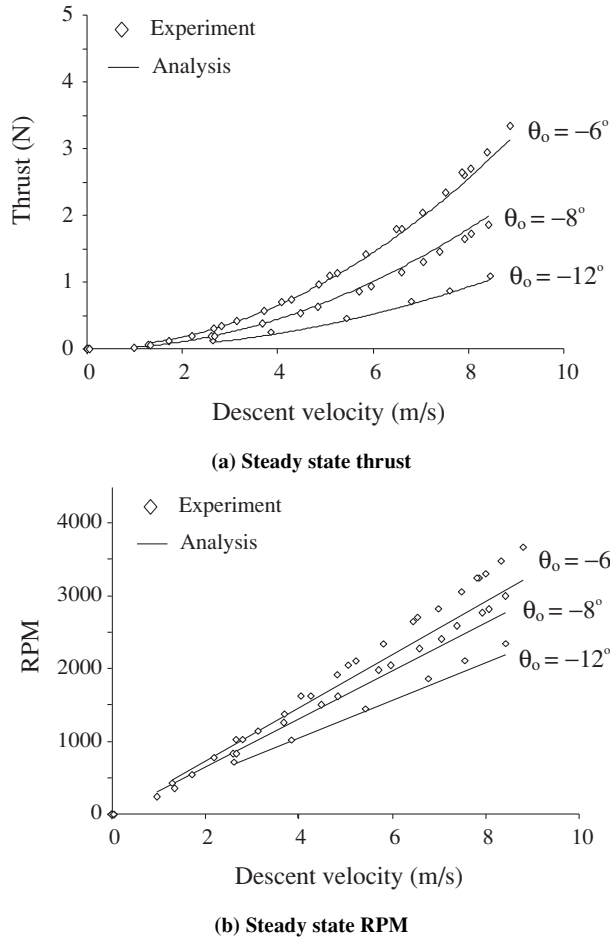 5
4
3
2
1
0
Thrust (N)
Experiment
Analysis
θₒ = −6°
θₒ = −8°
θₒ = −12°
0 2 4 6 8 10
Descent velocity (m/s)
(a) Steady state thrust
4000
3000
2000
1000
0
RPM
Experiment
Analysis
θₒ = −6
θₒ = −8°
θₒ = −12°
0 2 4 6 8 10
Descent velocity (m/s)
(b) Steady state RPM